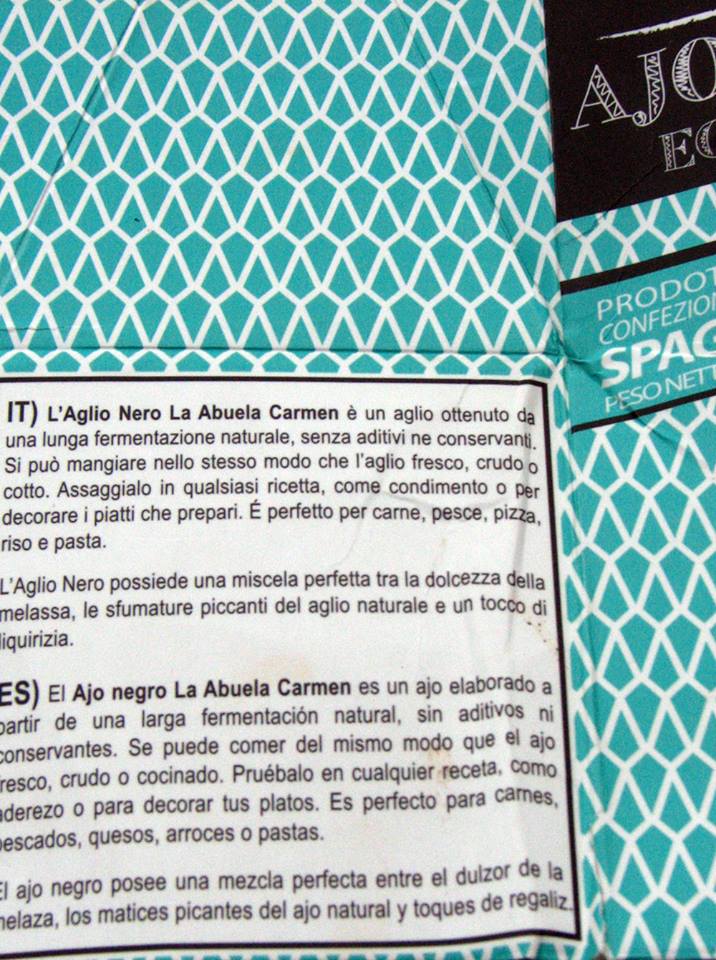 AJO
PRODOT
CONFEZION
SPAG
PESO NETT
IT) L'Aglio Nero La Abuela Carmen è un aglio ottenuto da
una lunga fermentazione naturale, senza aditivi ne conservanti.
Si può mangiare nello stesso modo che l'aglio fresco, crudo o
cotto. Assaggialo in qualsiasi ricetta, come condimento o per
decorare i piatti che prepari. É perfetto per carne, pesce, pizza,
riso e pasta.
L'Aglio Nero possiede una miscela perfetta tra la dolcezza della
melassa, le sfumature piccanti del aglio naturale e un tocco di
liquirizia.
ES) El Ajo negro La Abuela Carmen es un ajo elaborado a
partir de una larga fermentación natural, sin aditivos ni
conservantes. Se puede comer del mismo modo que el ajo
fresco, crudo o cocinado. Pruébalo en cualquier receta, como
aderezo o para decorar tus platos. Es perfecto para carnes,
pescados, quesos, arroces o pastas.
El ajo negro posee una mezcla perfecta entre el dulzor de la
melaza, los matices picantes del ajo natural y toques de regaliz.